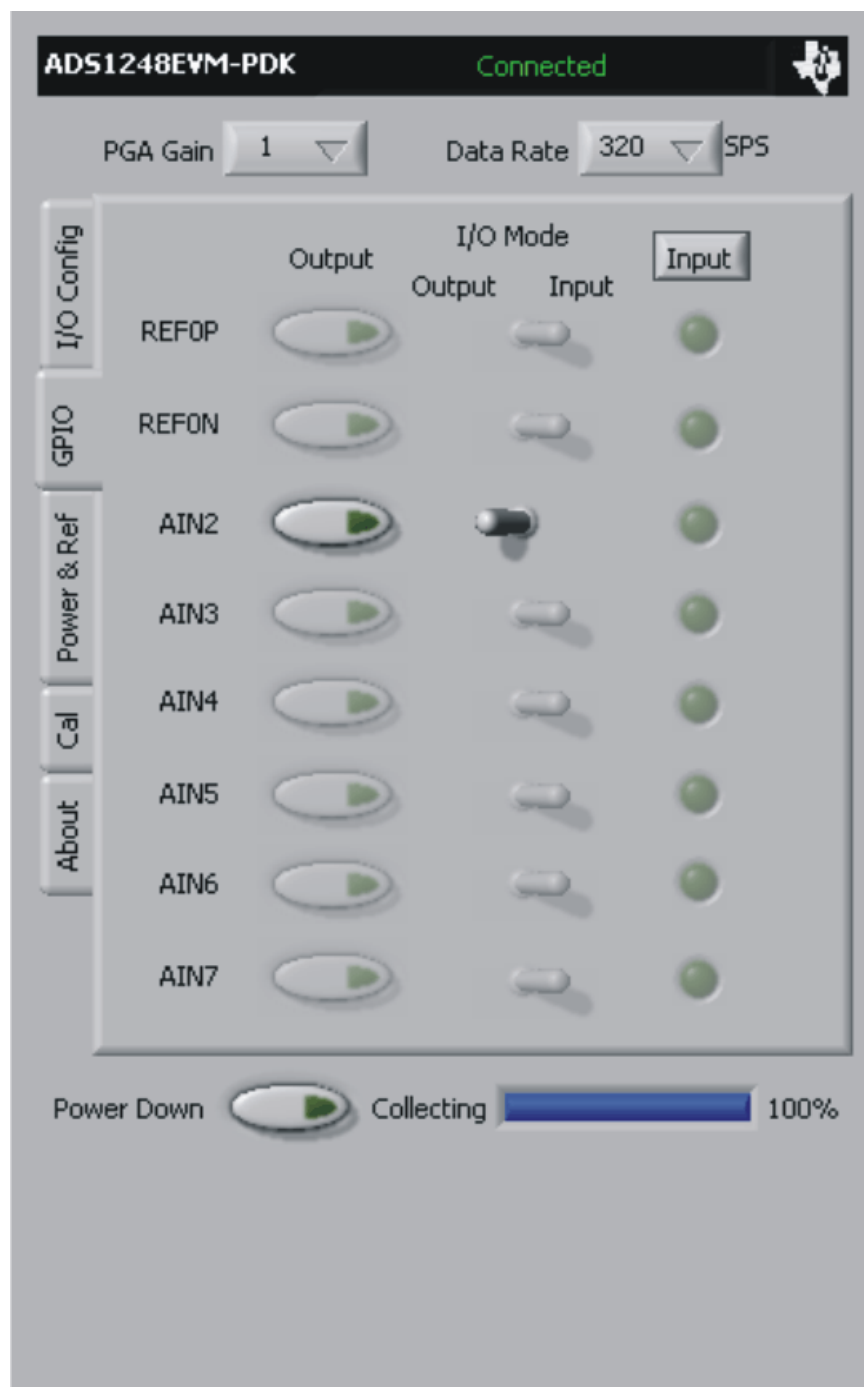 ADS1248EVM-PDK Connected
PGA Gain 1 Data Rate 320 SPS
I/O Config
GPIO
Power & Ref
Cal
About
I/O Mode
Output Input
Output Input
REF0P
REF0N
AIN2
AIN3
AIN4
AIN5
AIN6
AIN7
Power Down Collecting 100%